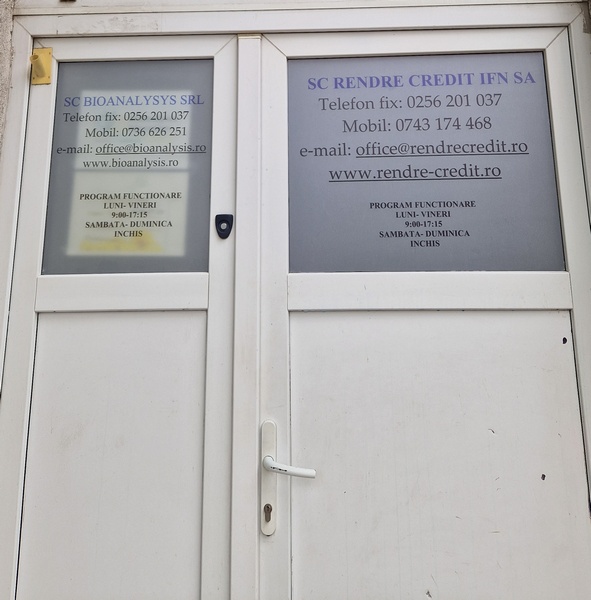 SC BIOANALYSYS SRL
Telefon fix: 0256 201 037
Mobil: 0736 626 251
e-mail: office@bioanalysis.ro
www.bioanalysis.ro
PROGRAM FUNCTIONARE
LUNI- VINERI
9:00-17:15
SAMBATA- DUMINICA
INCHIS
SC RENDRE CREDIT IFN SA
Telefon fix: 0256 201 037
Mobil: 0743 174 468
e-mail: office@rendrecredit.ro
www.rendre-credit.ro
PROGRAM FUNCTIONARE
LUNI- VINERI
9:00-17:15
SAMBATA- DUMINICA
INCHIS